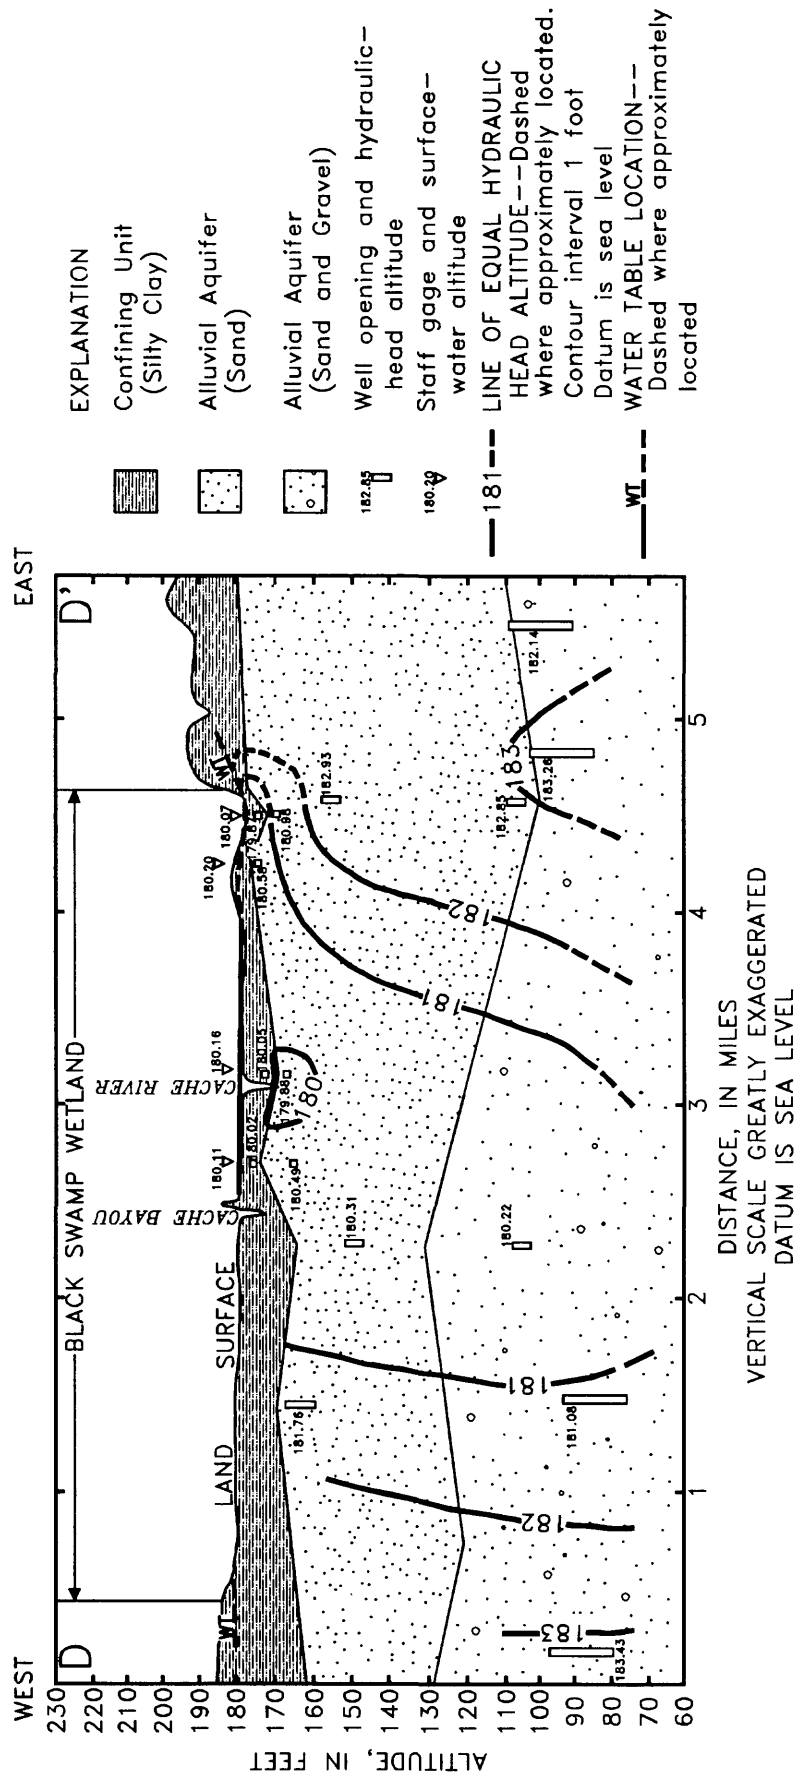 WEST
EAST
D
D'
BLACK SWAMP WETLAND
230
220
210
200
190
180
170
160
150
140
130
120
110
100
90
80
70
60
ALTITUDE, IN FEET
WT
LAND SURFACE
CACHE BAYOU
CACHE RIVER
180.11
180.16
180.20
180.07
WT
180.02
180.05
180.58
179.88
180.98
180.49
180
180.31
182.93
181.76
181
182
180.22
182.85
183
183.26
182.14
181.08
181
182
183
183.43
1
2
3
4
5
DISTANCE, IN MILES
VERTICAL SCALE GREATLY EXAGGERATED
DATUM IS SEA LEVEL
EXPLANATION
Confining Unit
(Silty Clay)
Alluvial Aquifer
(Sand)
Alluvial Aquifer
(Sand and Gravel)
182.85
Well opening and hydraulic-
head altitude
180.20
Staff gage and surface-
water altitude
181
LINE OF EQUAL HYDRAULIC
HEAD ALTITUDE--Dashed
where approximately located.
Contour interval 1 foot
Datum is sea level
WT
WATER TABLE LOCATION--
Dashed where approximately
located